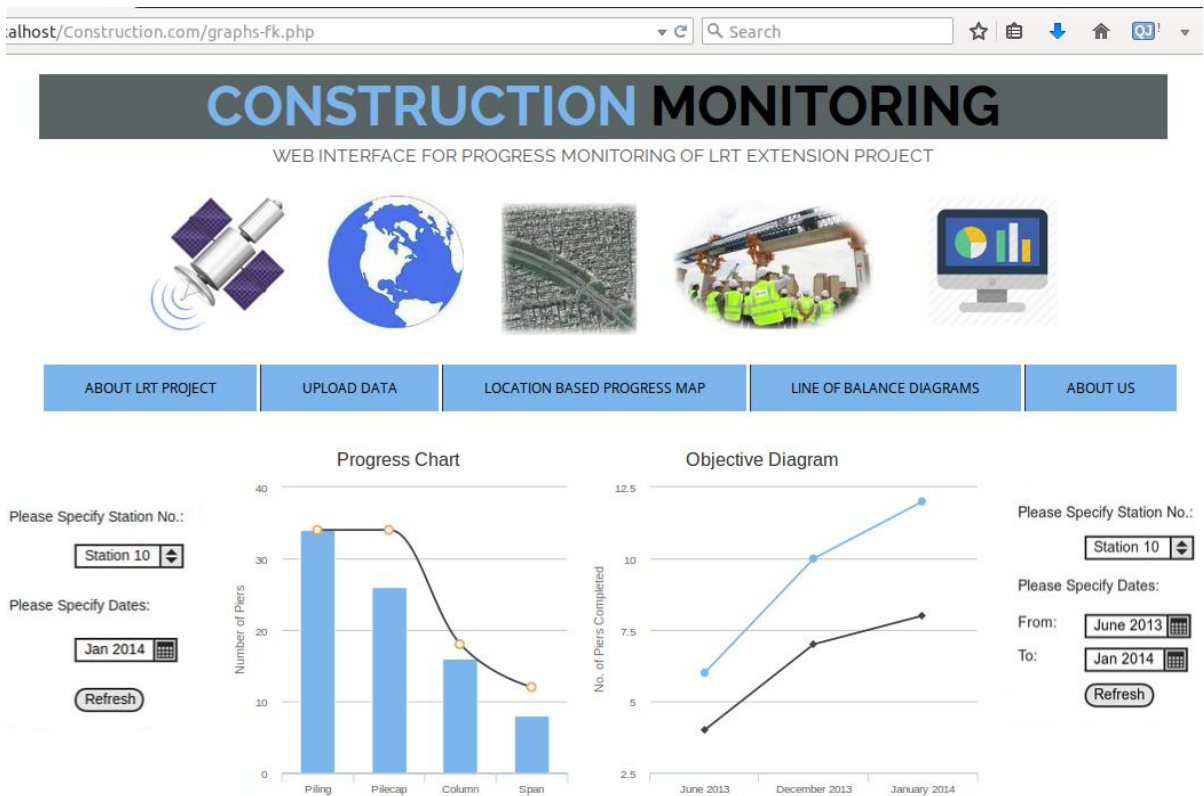 calhost/Construction.com/graphs-fk.php
Search
QJ!
CONSTRUCTION MONITORING
WEB INTERFACE FOR PROGRESS MONITORING OF LRT EXTENSION PROJECT
ABOUT LRT PROJECT
UPLOAD DATA
LOCATION BASED PROGRESS MAP
LINE OF BALANCE DIAGRAMS
ABOUT US
Please Specify Station No.:
Station 10
Please Specify Dates:
Jan 2014
Refresh
Progress Chart
Number of Piers
40
30
20
10
0
Piling
Pilecap
Column
Span
Objective Diagram
No. of Piers Completed
12.5
10
7.5
5
2.5
June 2013
December 2013
January 2014
Please Specify Station No.:
Station 10
Please Specify Dates:
From:
June 2013
To:
Jan 2014
Refresh